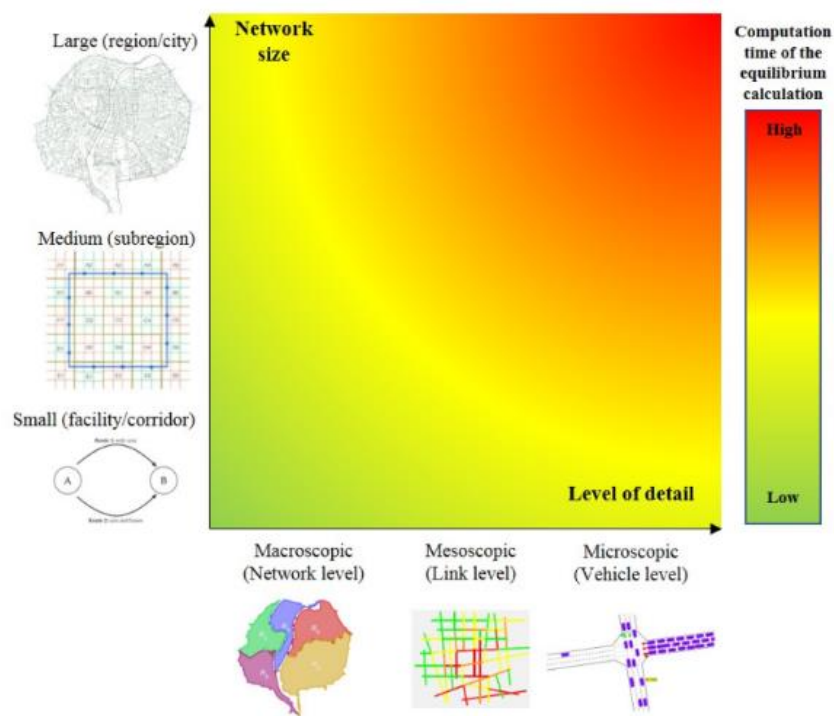 Large (region/city)
Network
size
Computation
time of the
equilibrium
calculation
High
Medium (subregion)
Small (facility/corridor)
A
B
Level of detail
Low
Macroscopic
(Network level)
Mesoscopic
(Link level)
Microscopic
(Vehicle level)